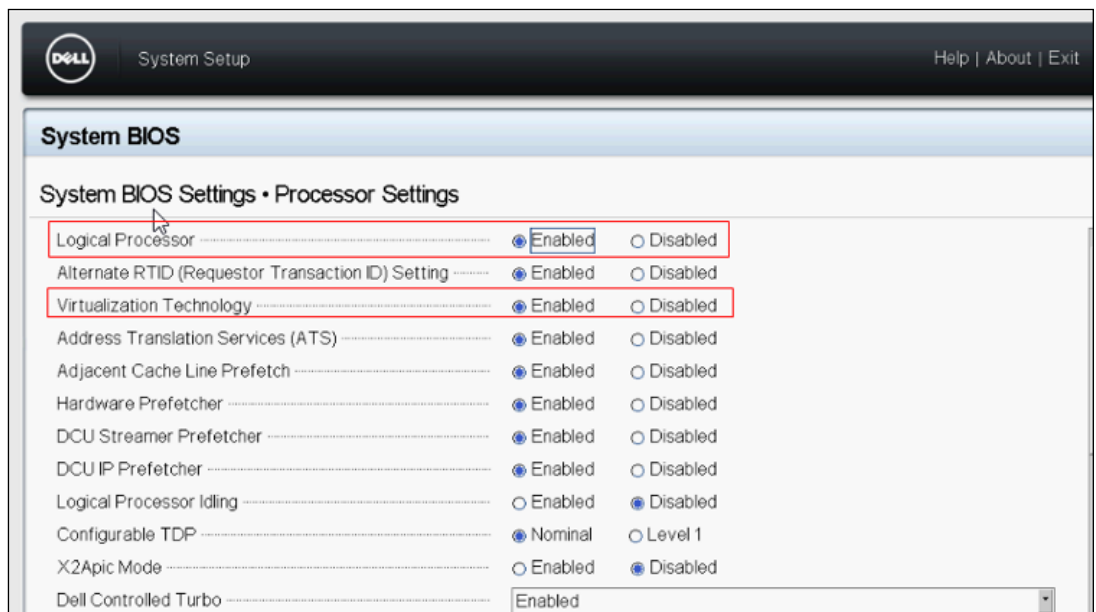 DELL System Setup Help | About | Exit
System BIOS
System BIOS Settings • Processor Settings
Logical Processor Enabled Disabled
Alternate RTID (Requestor Transaction ID) Setting Enabled Disabled
Virtualization Technology Enabled Disabled
Address Translation Services (ATS) Enabled Disabled
Adjacent Cache Line Prefetch Enabled Disabled
Hardware Prefetcher Enabled Disabled
DCU Streamer Prefetcher Enabled Disabled
DCU IP Prefetcher Enabled Disabled
Logical Processor Idling Enabled Disabled
Configurable TDP Nominal Level 1
X2Apic Mode Enabled Disabled
Dell Controlled Turbo Enabled